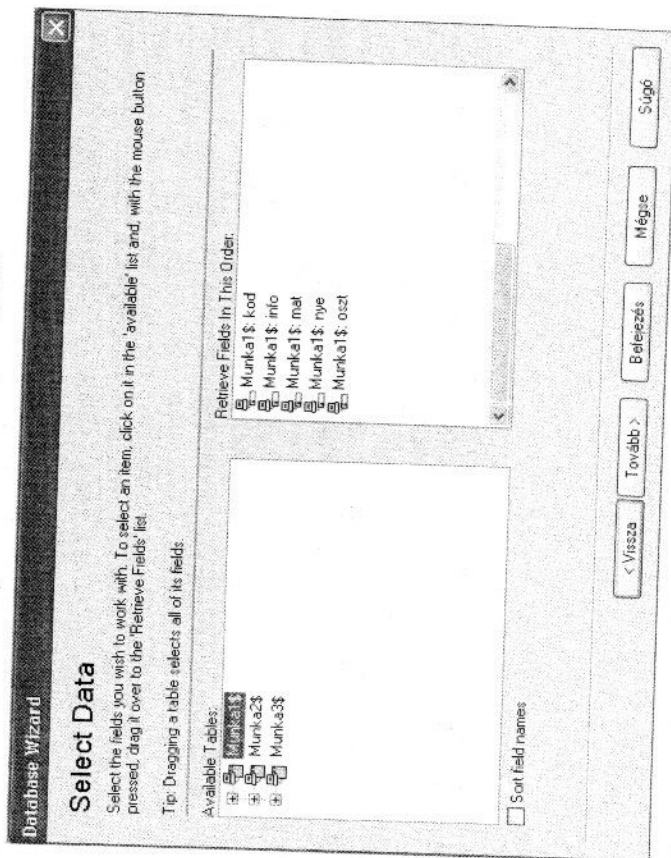 Database Wizard
Select Data
Select the fields you wish to work with. To select an item, click on it in the 'available' list and, with the mouse button
pressed, drag it over to the 'Retrieve Fields' list.
Tip: Dragging a table selects all of its fields.
Available Tables:
Munka1$
Munka2$
Munka3$
Sort field names
Retrieve Fields In This Order:
Munka1$: kod
Munka1$: info
Munka1$: mat
Munka1$: nye
Munka1$: oszt
< Vissza
Tovább >
Befejezés
Mégse
Súgó